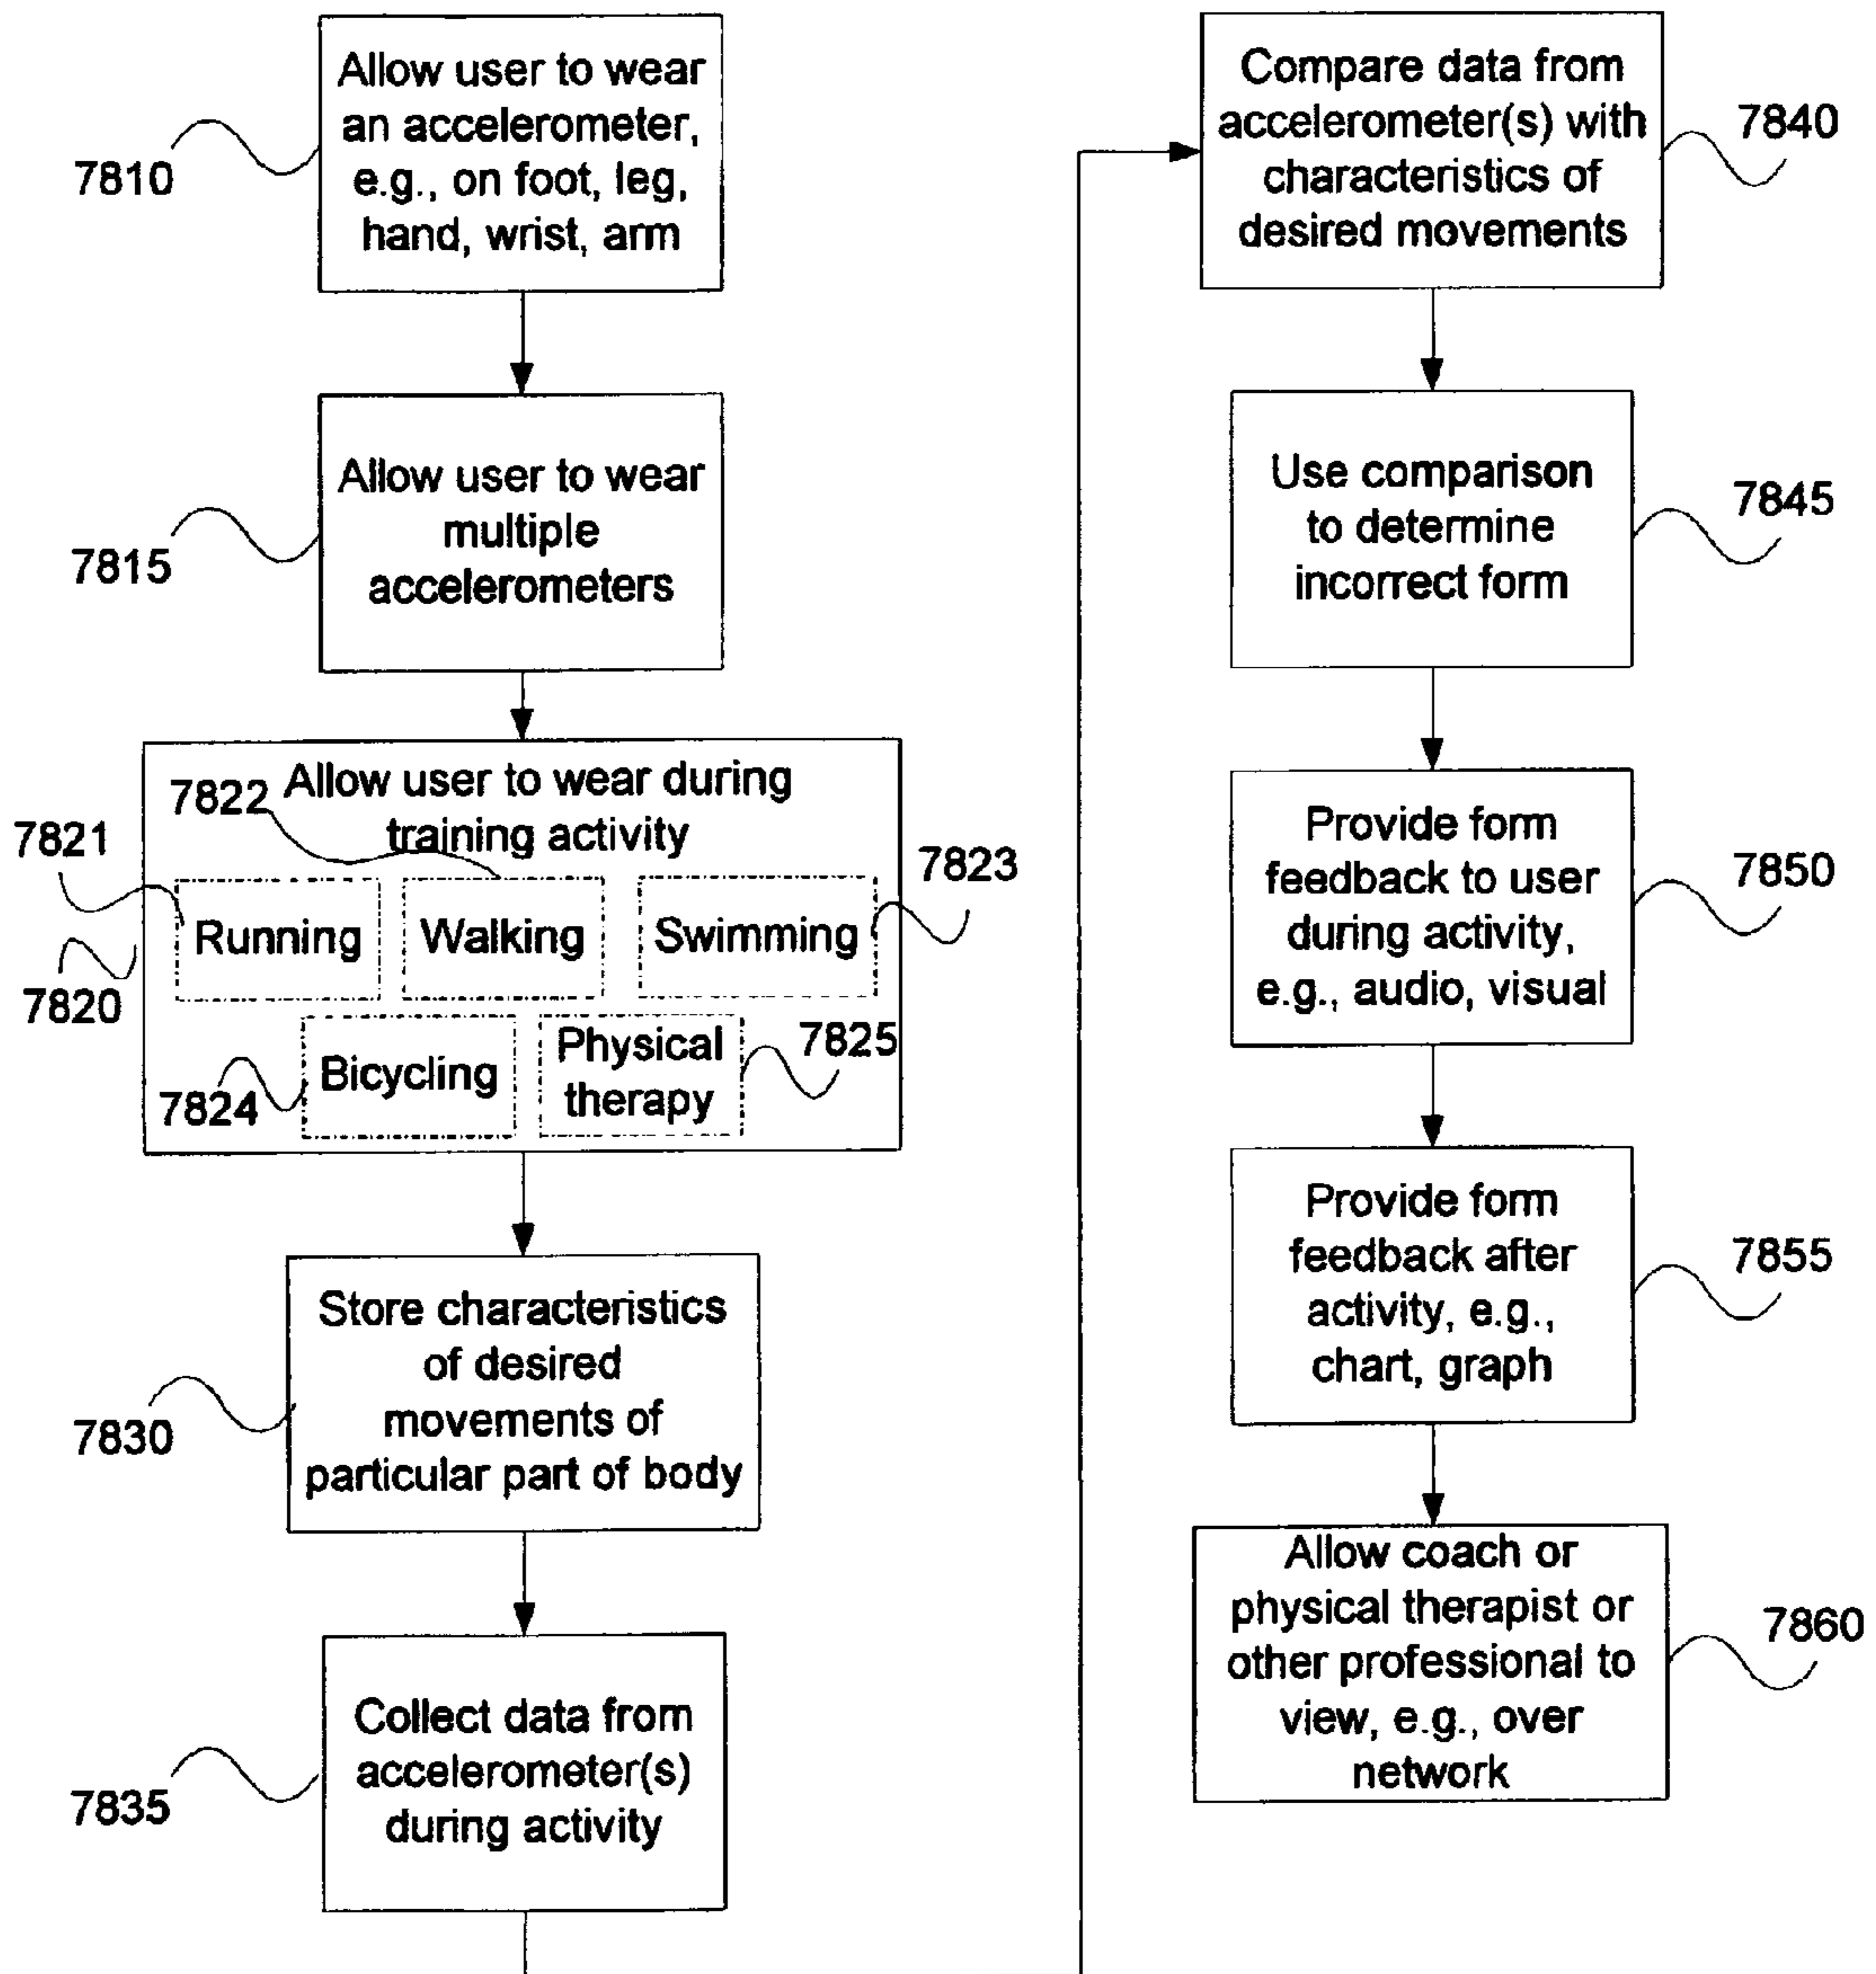 Allow user to wear
an accelerometer,
e.g., on foot, leg,
hand, wrist, arm
7810
Allow user to wear
multiple
accelerometers
7815
Allow user to wear during
training activity
7822
7821
7823
Running
Walking
Swimming
7820
Bicycling
Physical
therapy
7825
7824
Store characteristics
of desired
movements of
particular part of body
7830
Collect data from
accelerometer(s)
during activity
7835
Compare data from
accelerometer(s) with
characteristics of
desired movements
7840
Use comparison
to determine
incorrect form
7845
Provide form
feedback to user
during activity,
e.g., audio, visual
7850
Provide form
feedback after
activity, e.g.,
chart, graph
7855
Allow coach or
physical therapist or
other professional to
view, e.g., over
network
7860